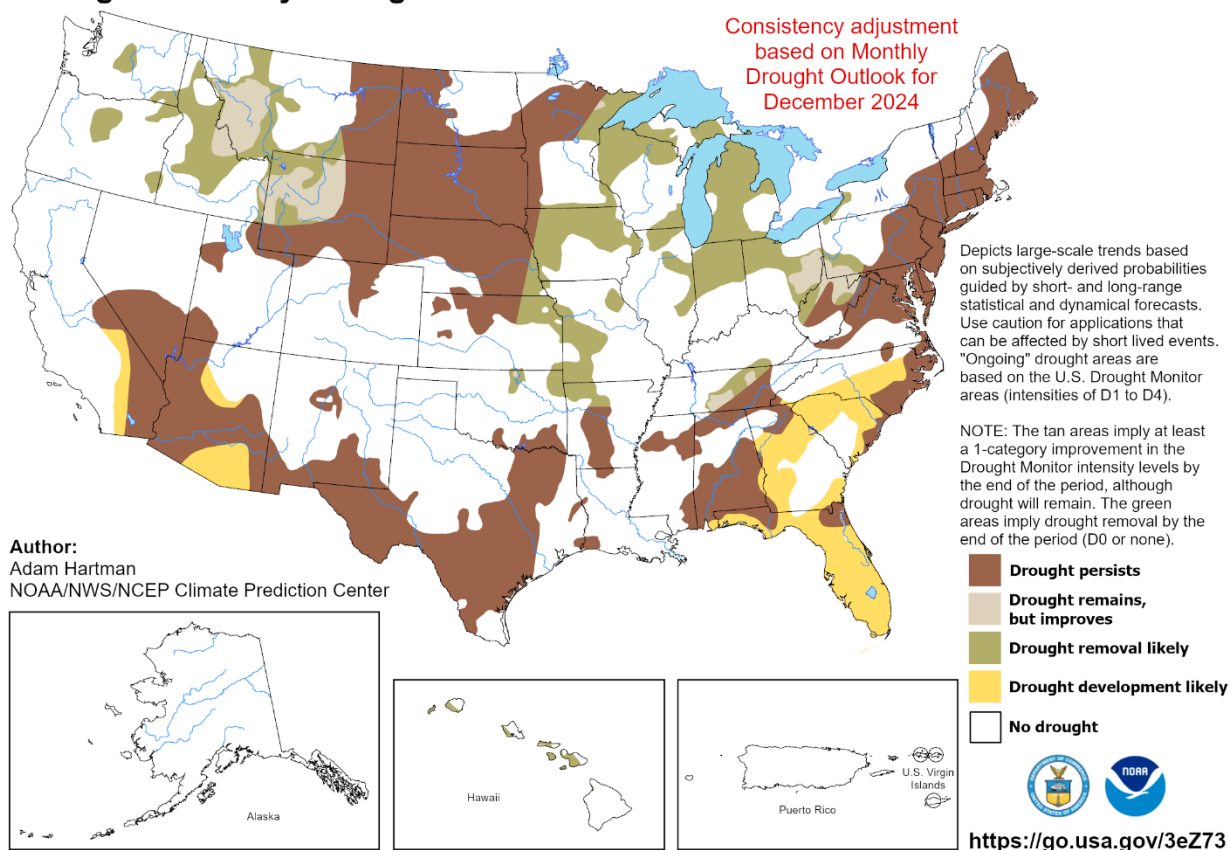 Consistency adjustment
based on Monthly
Drought Outlook for
December 2024
Depicts large-scale trends based
on subjectively derived probabilities
guided by short- and long-range
statistical and dynamical forecasts.
Use caution for applications that
can be affected by short lived events.
"Ongoing" drought areas are
based on the U.S. Drought Monitor
areas (intensities of D1 to D4).
NOTE: The tan areas imply at least
a 1-category improvement in the
Drought Monitor intensity levels by
the end of the period, although
drought will remain. The green
areas imply drought removal by the
end of the period (D0 or none).
Author:
Adam Hartman
NOAA/NWS/NCEP Climate Prediction Center
Drought persists
Drought remains,
but improves
Drought removal likely
Drought development likely
No drought
Alaska
Hawaii
Puerto Rico
U.S. Virgin
Islands
NOAA
https://go.usa.gov/3eZ73